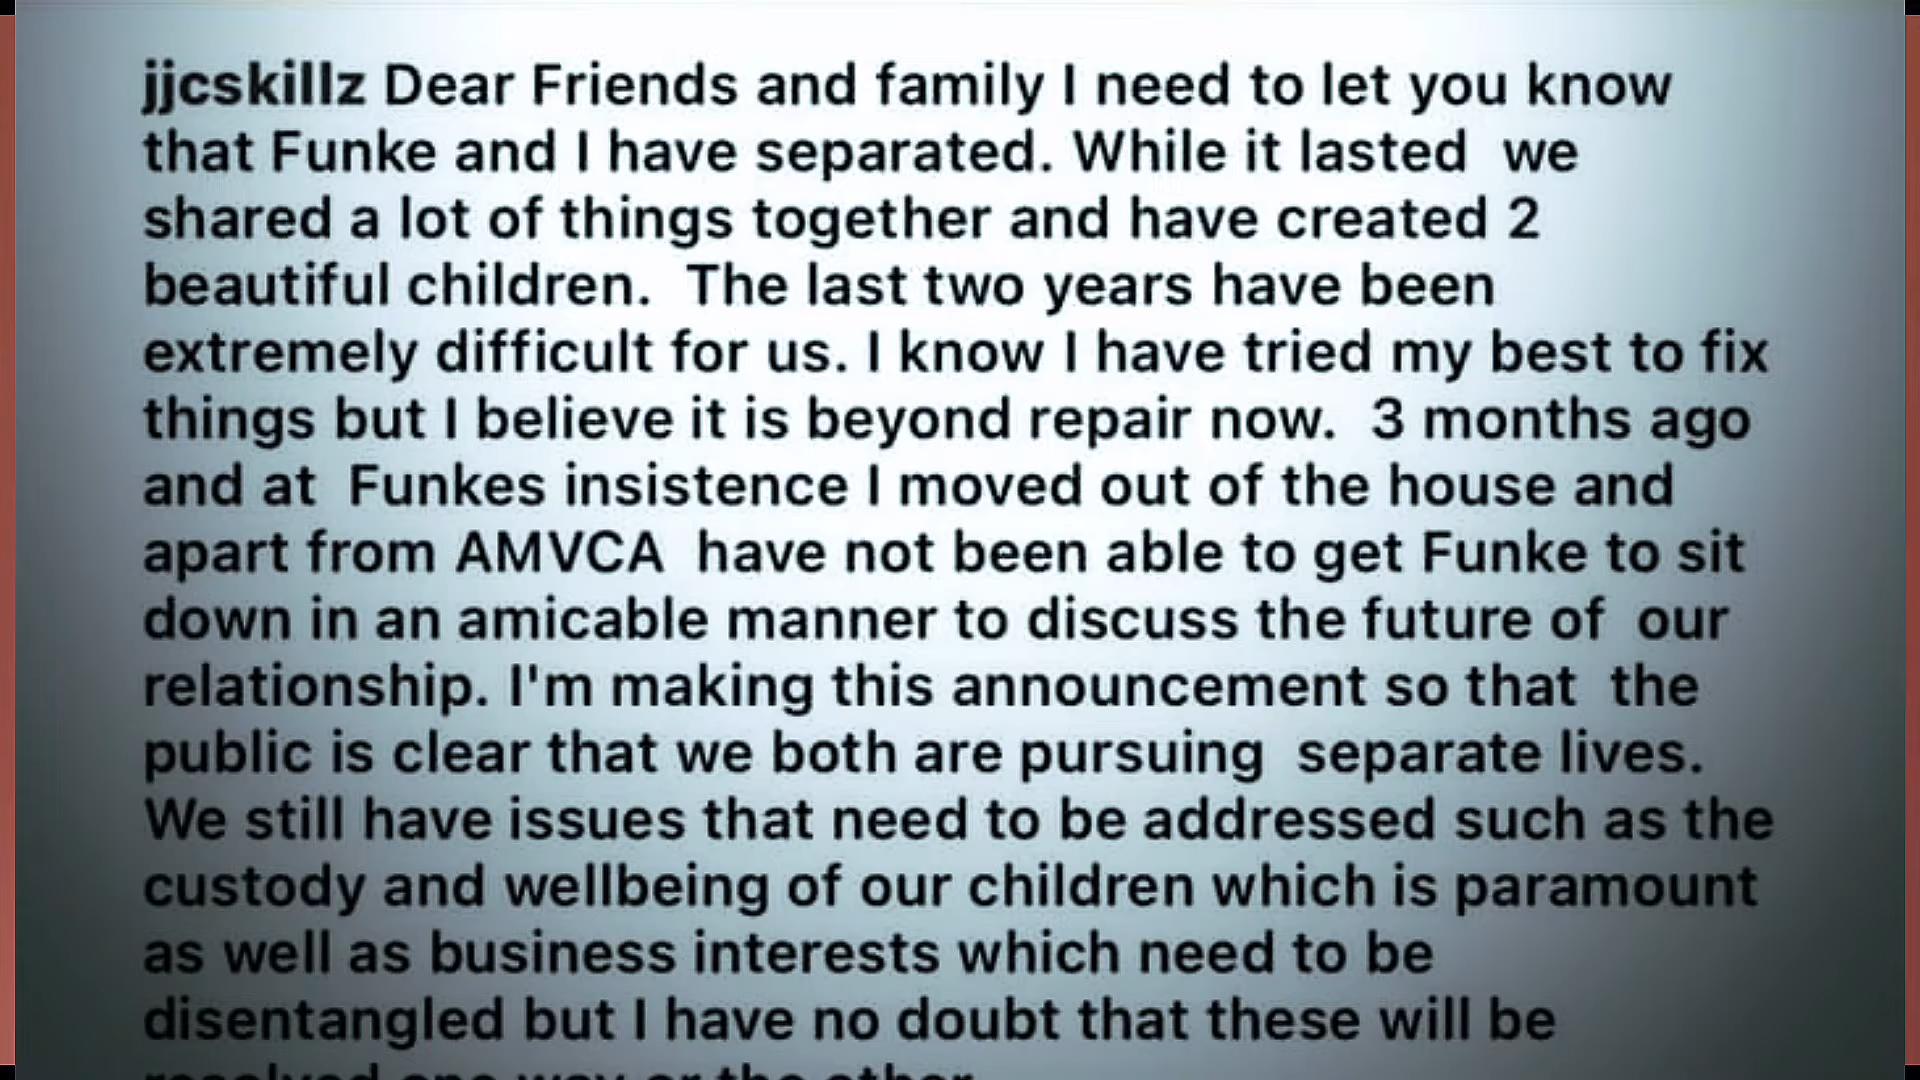 jjcskillz Dear Friends and family I need to let you know
that Funke and I have separated. While it lasted  we
shared a lot of things together and have created 2
beautiful children.  The last two years have been
extremely difficult for us. I know I have tried my best to fix
things but I believe it is beyond repair now.  3 months ago
and at  Funkes insistence I moved out of the house and
apart from AMVCA  have not been able to get Funke to sit
down in an amicable manner to discuss the future of  our
relationship. I'm making this announcement so that  the
public is clear that we both are pursuing  separate lives.
We still have issues that need to be addressed such as the
custody and wellbeing of our children which is paramount
as well as business interests which need to be
disentangled but I have no doubt that these will be
resolved one way or the other